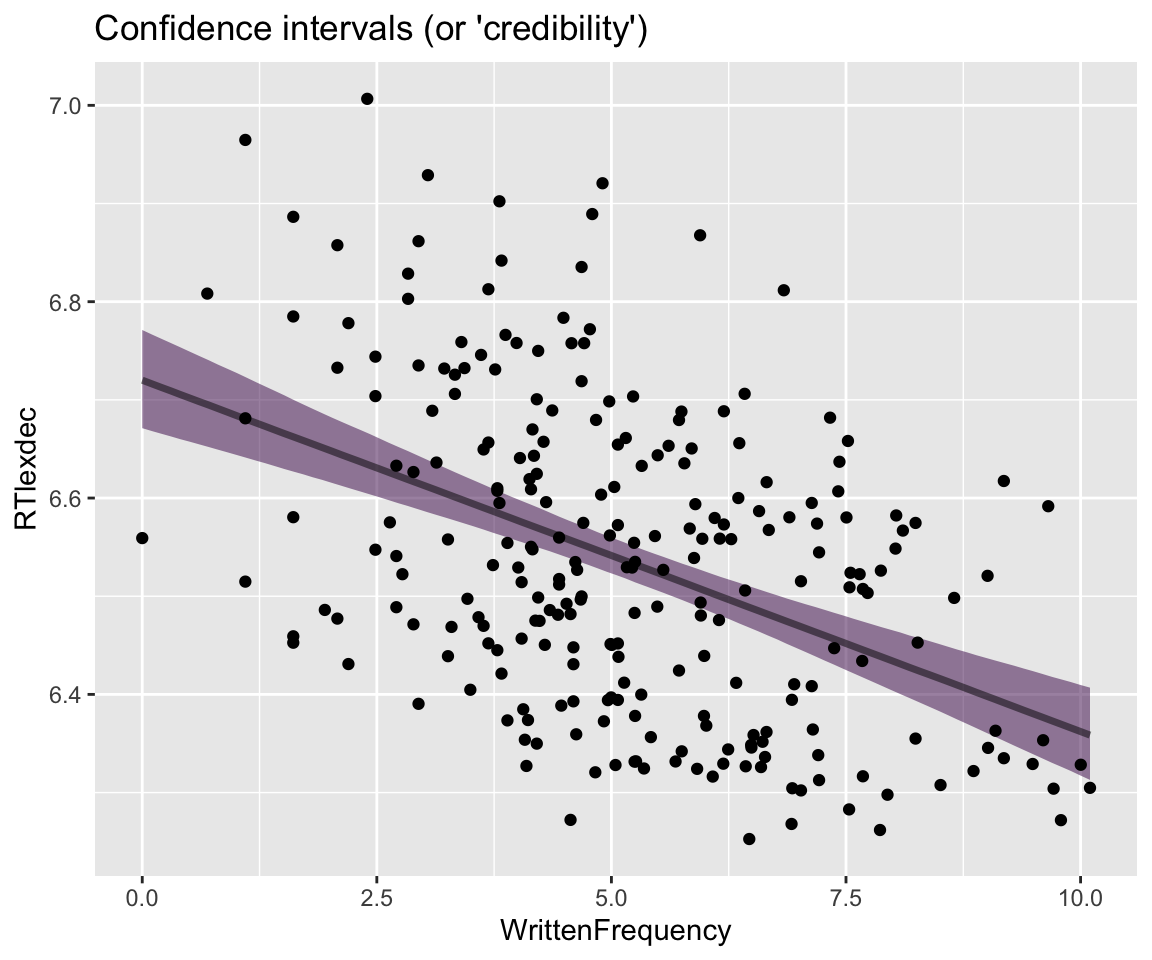 Confidence intervals (or 'credibility')
7.0
6.8
6.6
6.4
RTlexdec
0.0 2.5 5.0 7.5 10.0
WrittenFrequency